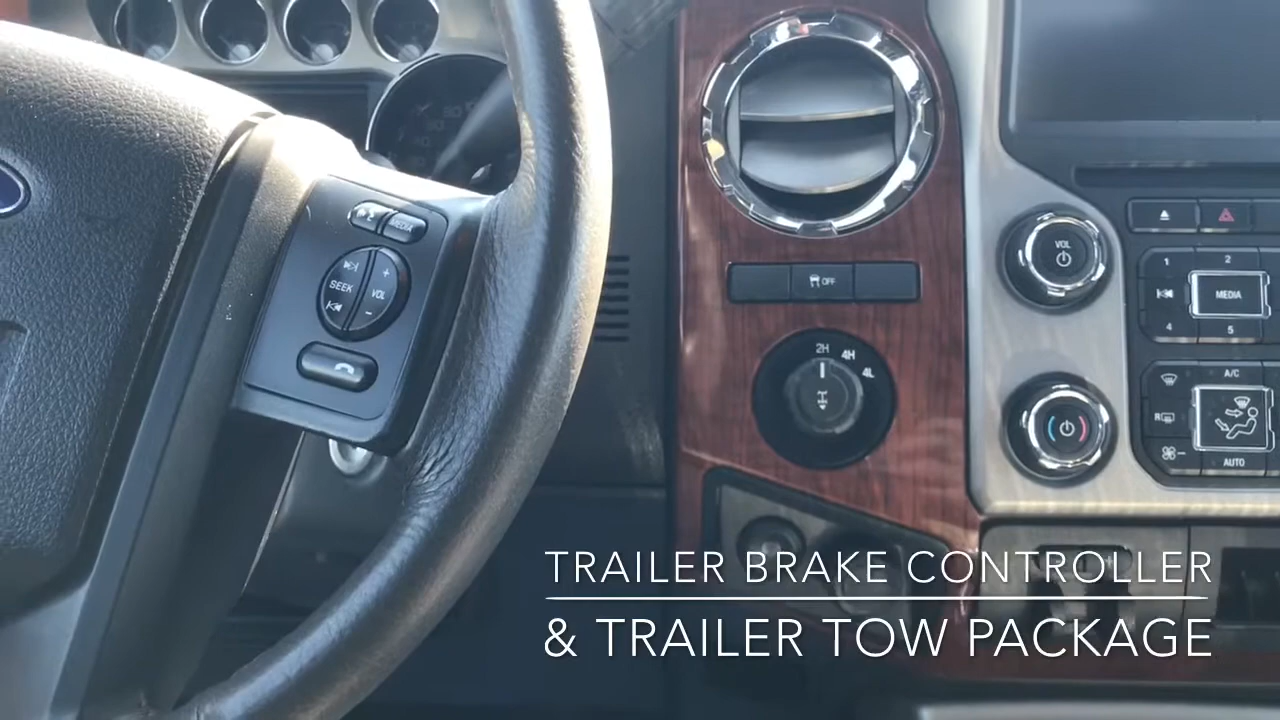 MEDIA
SEEK
+
VOL
-
OFF
2H
4H
4L
VOL
1
2
MEDIA
4
5
A/C
R
AUTO
TRAILER BRAKE CONTROLLER
& TRAILER TOW PACKAGE